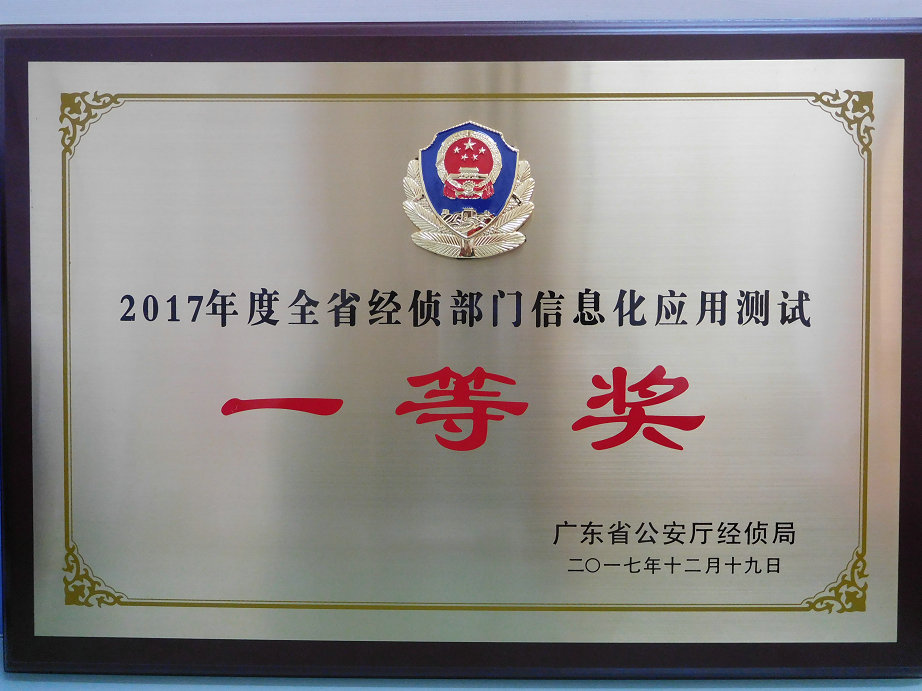 2017年度全省经侦部门信息化应用测试
一等奖
广东省公安厅经侦局
二〇一七年十二月十九日